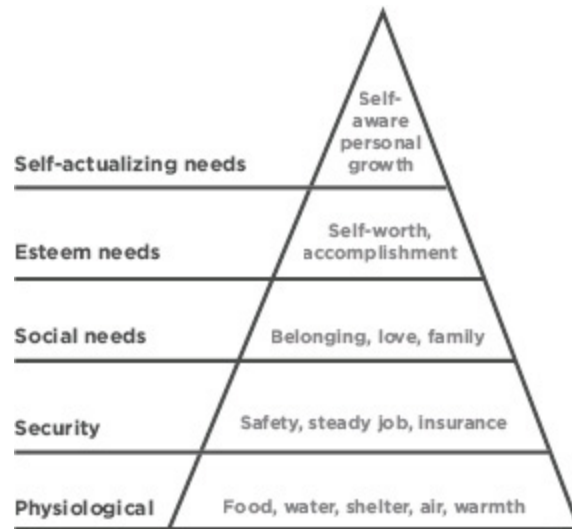 Self-
aware
personal
growth
Self-actualizing needs
Self-worth,
accomplishment
Esteem needs
Social needs
Belonging, love, family
Security
Safety, steady job, insurance
Physiological
Food, water, shelter, air, warmth